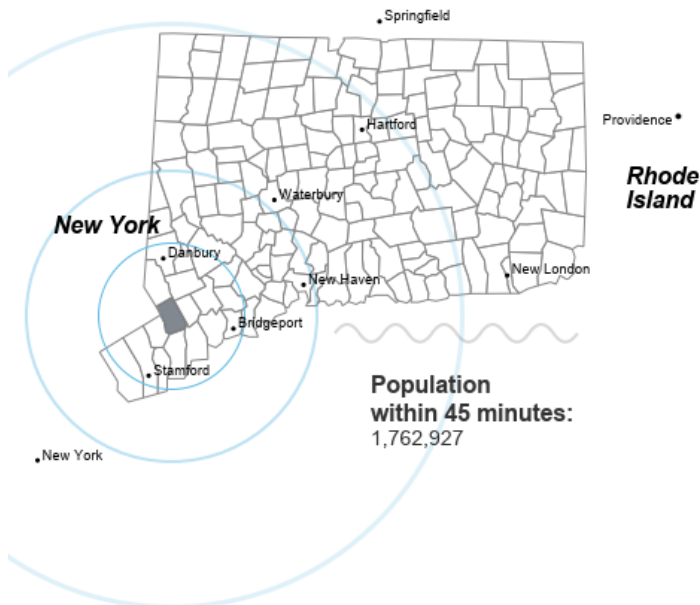 Springfield
Providence
Hartford
Rhode
Island
Waterbury
New York
Danbury
New London
New Haven
Bridgeport
Stamford
Population
within 45 minutes:
1,762,927
New York